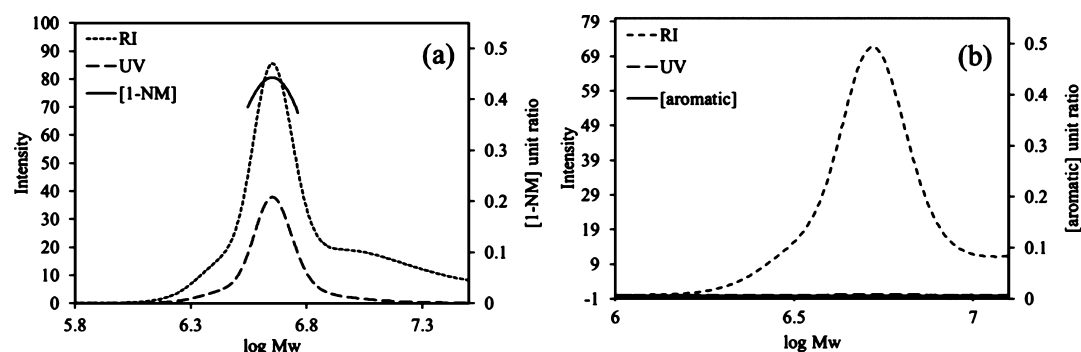 (a)
RI
UV
[1-NM]
100
90
80
70
60
50
40
30
20
10
0
Intensity
0.5
0.4
0.3
0.2
0.1
0
[1-NM] unit ratio
5.8 6.3 6.8 7.3
log Mw
(b)
RI
UV
[aromatic]
79
69
59
49
39
29
19
9
-1
Intensity
0.5
0.4
0.3
0.2
0.1
0
[aromatic] unit ratio
6 6.5 7
log Mw